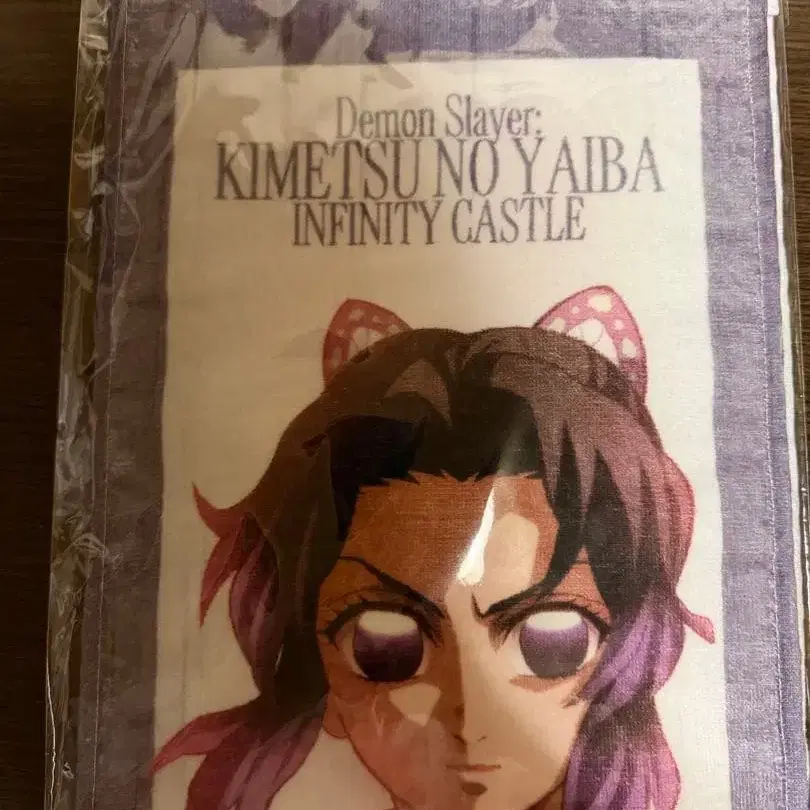 Demon Slayer:
KIMETSU NO YAIBA
INFINITY CASTLE